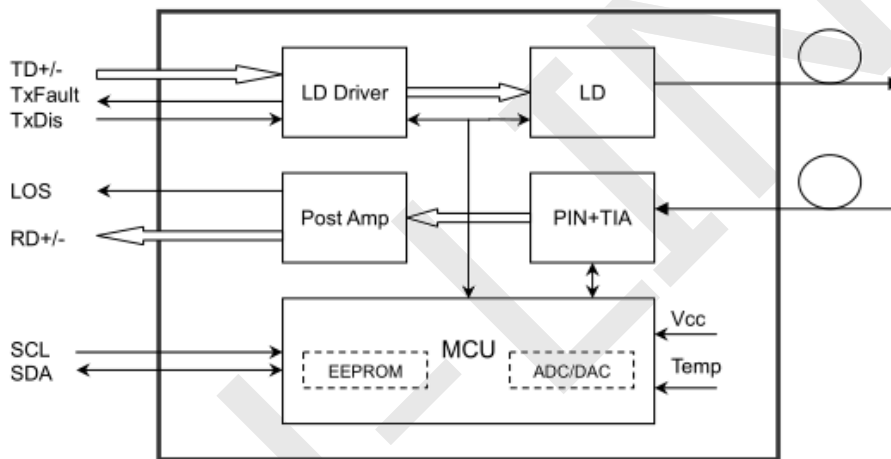 TD+/-
TxFault
TxDis
LD Driver
LD
LOS
RD+/-
Post Amp
PIN+TIA
SCL
SDA
MCU
EEPROM
ADC/DAC
Vcc
Temp